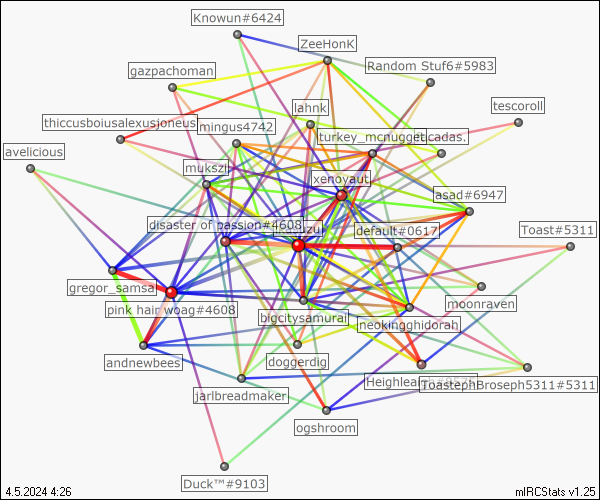 Knowun#6424
ZeeHonK
Random Stuf6#5983
gazpachoman
lahnk
tescoroll
thiccusboiusalexusjoneus
mingus4742
turkey_mcnugget
cadas.
avelicious
mukszi
xenoyaut
asad#6947
disaster of passion#4608
default#0617
Toast#5311
gregor_samsa
pink hair woag#4608
bigcitysamurai
neokingghidorah
moonraven
andnewbees
doggerdig
Heighleaigh
ToastephBroseph5311#5311
jarlbreadmaker
ogshroom
Duck™#9103
4.5.2024 4:26
mIRCStats v1.25